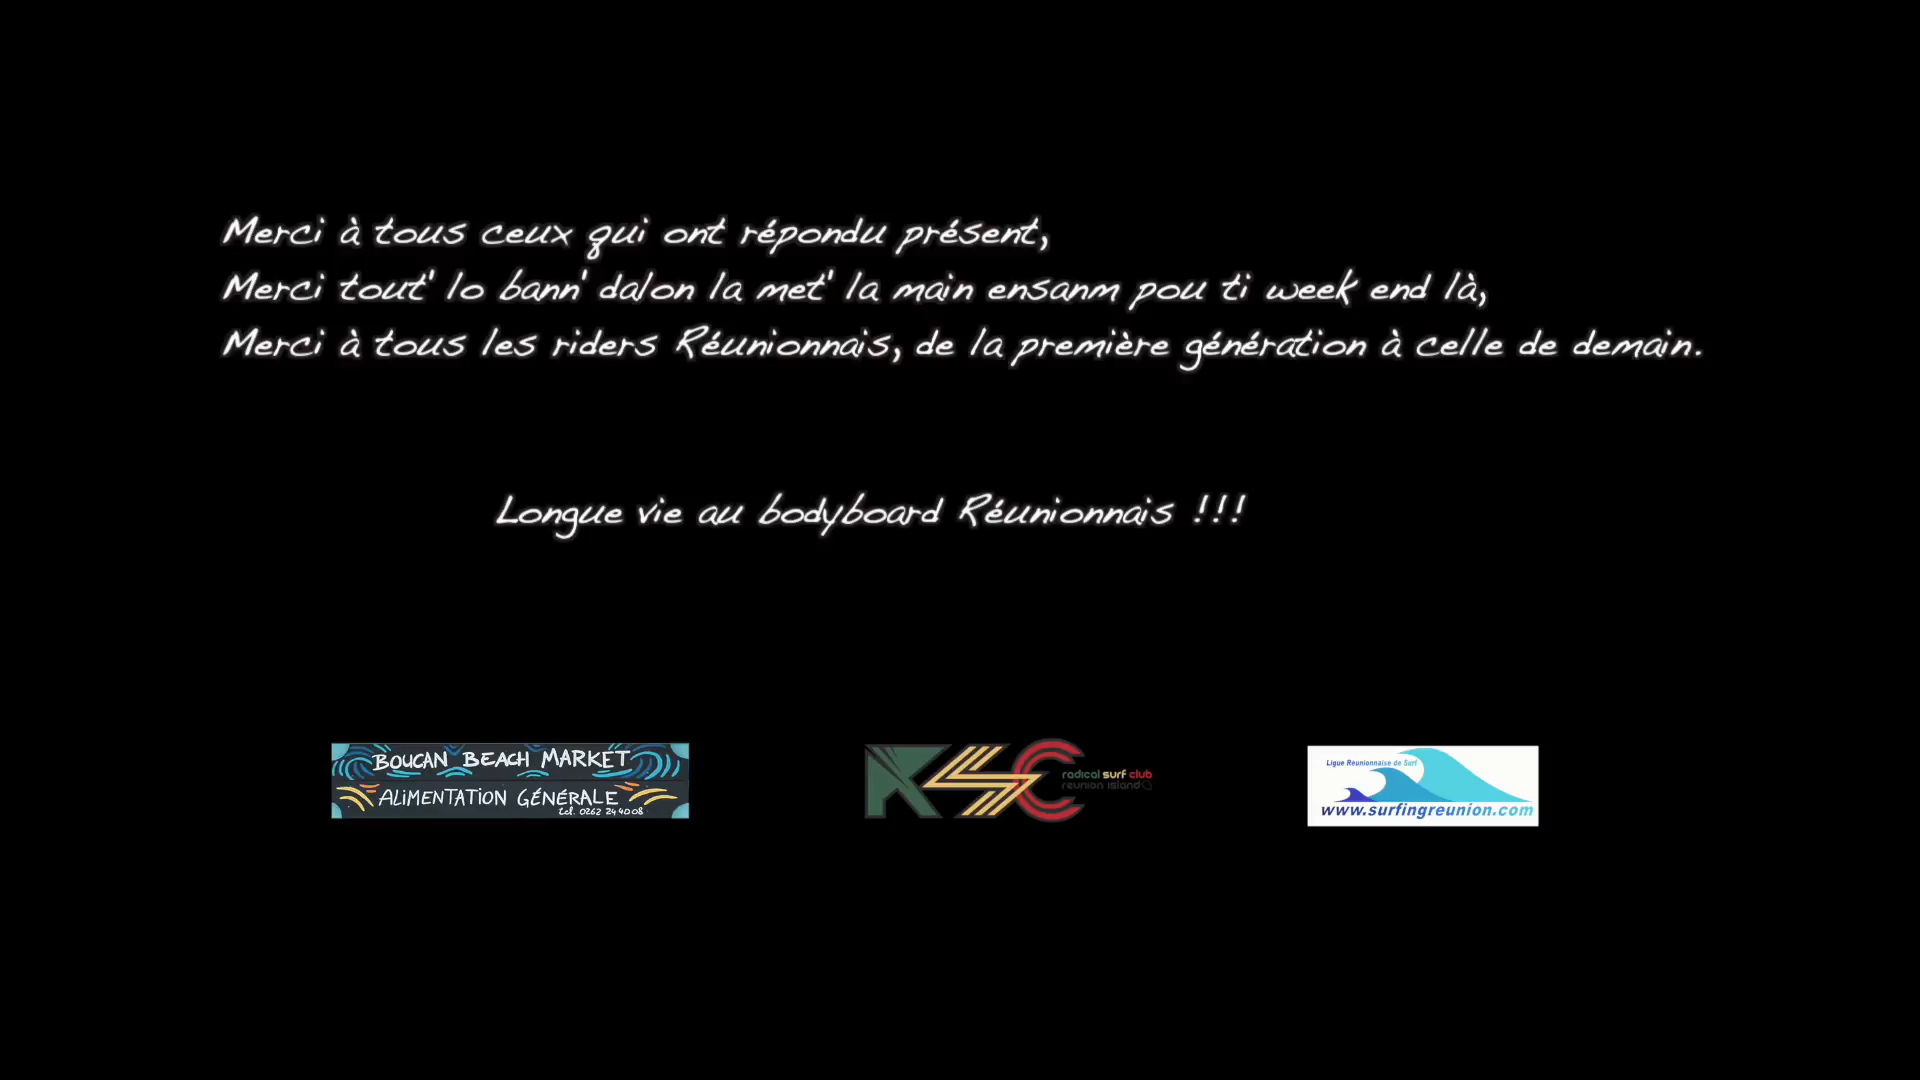 Merci à tous ceux qui ont répondu présent,
Merci tout' lo bann' dalon la met' la main ensanm pou ti week end là,
Merci à tous les riders Réunionnais, de la première génération à celle de demain.
Longue vie au bodyboard Réunionnais !!!
BOUCAN BEACH MARKET
ALIMENTATION GÉNÉRALE
tel. 0262 24 40 08
RSC
radical surf club
reunion island
Ligue Réunionnaise de Surf
www.surfingreunion.com